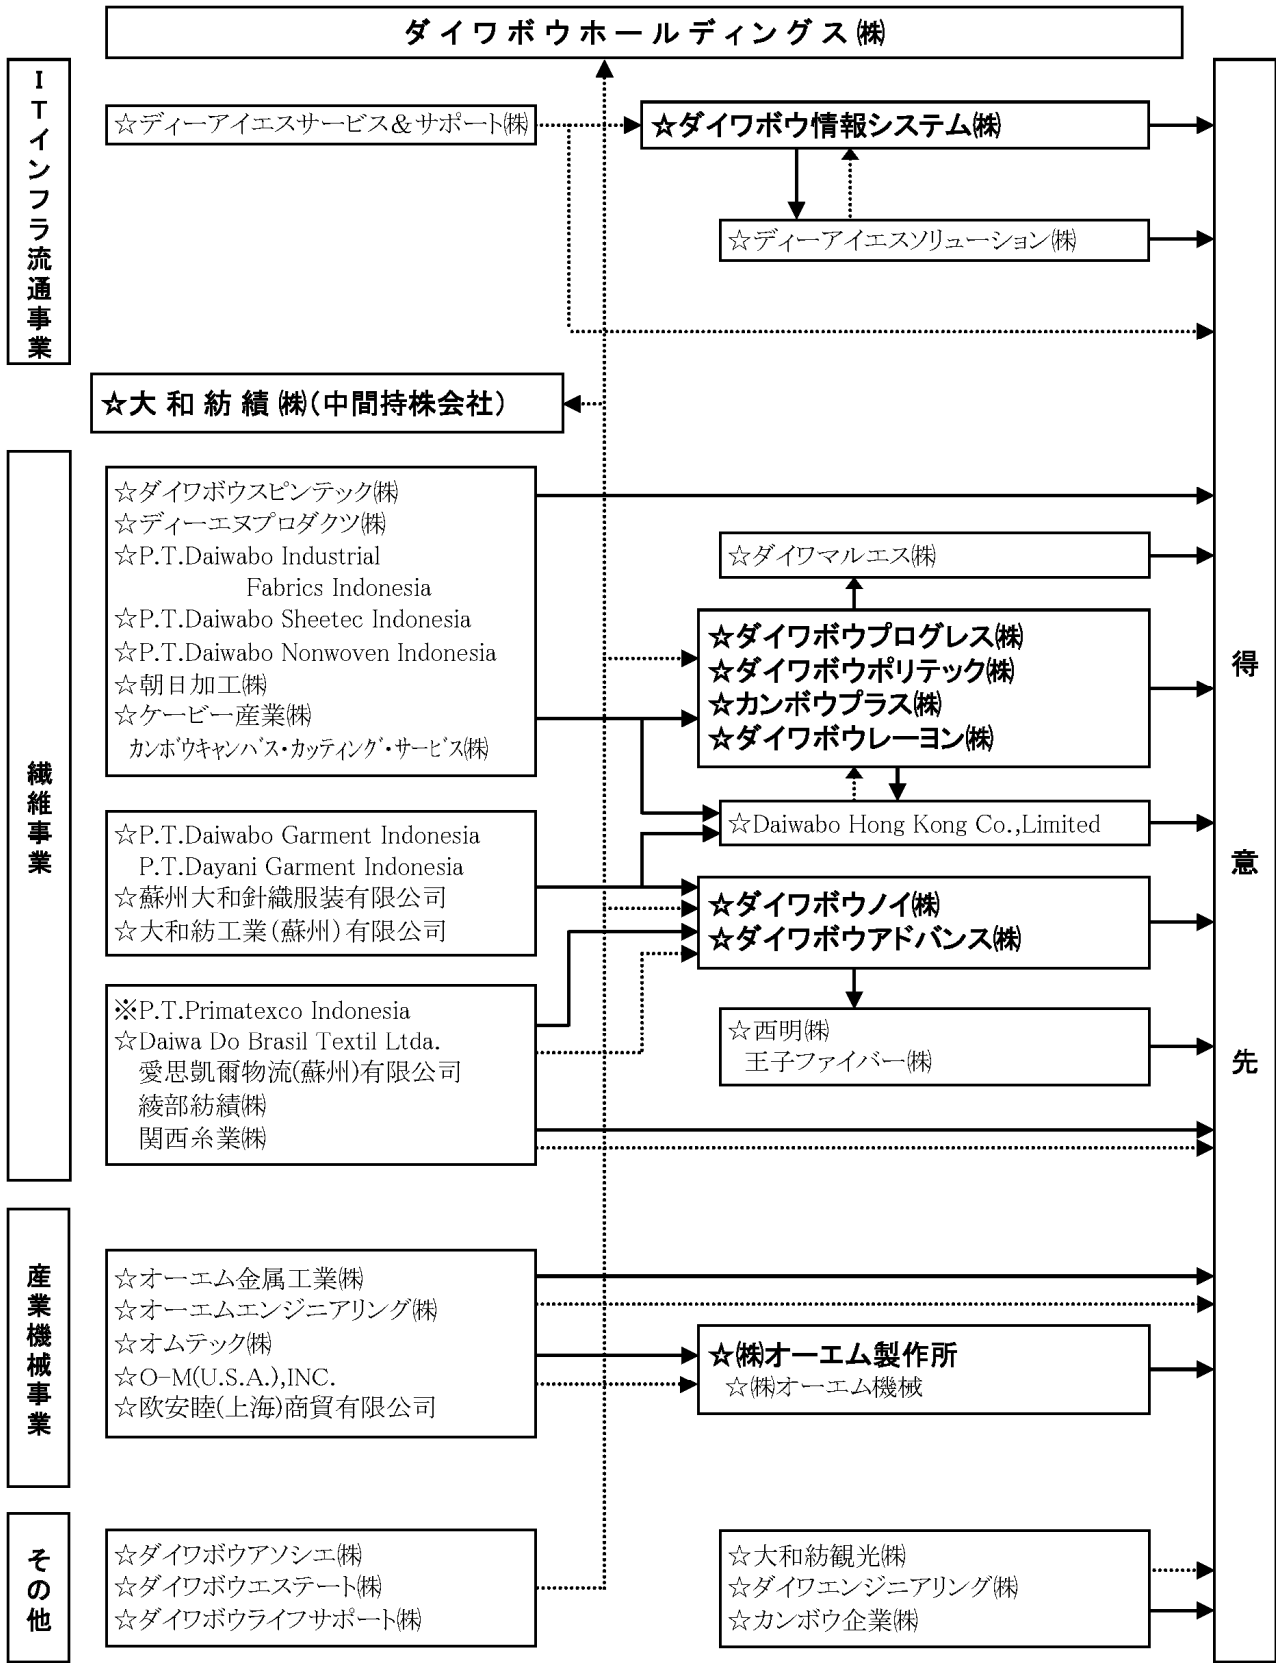 ダイワボウホールディングス㈱
ITインフラ流通事業
☆ディーアイエスサービス&サポート㈱
☆ダイワボウ情報システム㈱
☆ディーアイエスソリューション㈱
☆大和紡績㈱(中間持株会社)
繊維事業
☆ダイワボウスピンテック㈱
☆ディーエヌプロダクツ㈱
☆P.T.Daiwabo Industrial
Fabrics Indonesia
☆P.T.Daiwabo Sheetec Indonesia
☆P.T.Daiwabo Nonwoven Indonesia
☆朝日加工㈱
☆ケービー産業㈱
カンボウキャンバス・カッティング・サービス㈱
☆ダイワマルエス㈱
☆ダイワボウプログレス㈱
☆ダイワボウポリテック㈱
☆カンボウプラス㈱
☆ダイワボウレーヨン㈱
☆Daiwabo Hong Kong Co.,Limited
☆P.T.Daiwabo Garment Indonesia
P.T.Dayani Garment Indonesia
☆蘇州大和針織服装有限公司
☆大和紡工業(蘇州)有限公司
☆ダイワボウノイ㈱
☆ダイワボウアドバンス㈱
※P.T.Primatexco Indonesia
☆Daiwa Do Brasil Textil Ltda.
愛思凱爾物流(蘇州)有限公司
綾部紡績㈱
関西糸業㈱
☆西明㈱
王子ファイバー㈱
産業機械事業
☆オーエム金属工業㈱
☆オーエムエンジニアリング㈱
☆オムテック㈱
☆O-M(U.S.A.),INC.
☆欧安睦(上海)商貿有限公司
☆㈱オーエム製作所
☆㈱オーエム機械
その他
☆ダイワボウアソシエ㈱
☆ダイワボウエステート㈱
☆ダイワボウライフサポート㈱
☆大和紡観光㈱
☆ダイワエンジニアリング㈱
☆カンボウ企業㈱
得意先